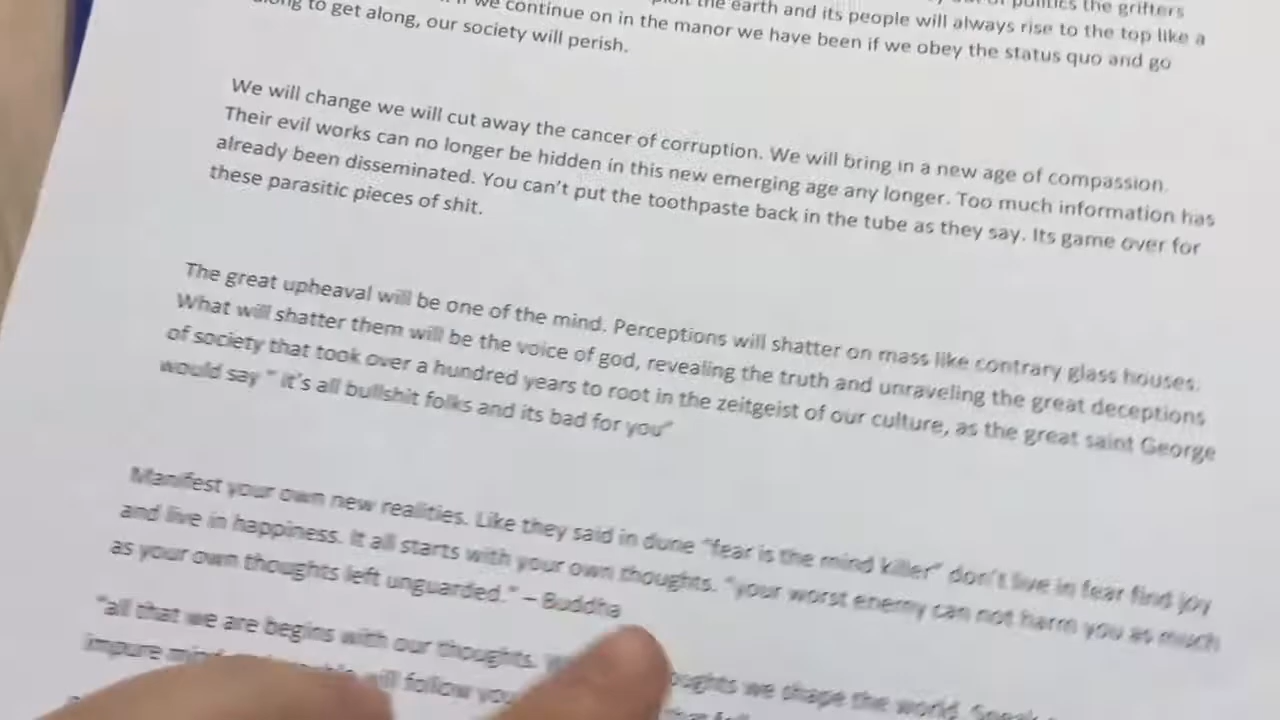 politics the grifters
the earth and its people will always rise to the top like a
we continue on in the manor we have been if we obey the status quo and go
along to get along, our society will perish.
We will change we will cut away the cancer of corruption. We will bring in a new age of compassion.
Their evil works can no longer be hidden in this new emerging age any longer. Too much information has
already been disseminated. You can't put the toothpaste back in the tube as they say. Its game over for
these parasitic pieces of shit.
The great upheaval will be one of the mind. Perceptions will shatter on mass like contrary glass houses.
What will shatter them will be the voice of god, revealing the truth and unraveling the great deceptions
of society that took over a hundred years to root in the zeitgeist of our culture, as the great saint George
would say " it's all bullshit folks and its bad for you"
Manifest your own new realities. Like they said in dune "fear is the mind killer" don't live in fear find joy
and live in happiness. It all starts with your own thoughts. "your worst enemy can not harm you as much
as your own thoughts left unguarded." – Buddha
"all that we are begins with our thoughts. we shape the world. Speak
impure will follow you